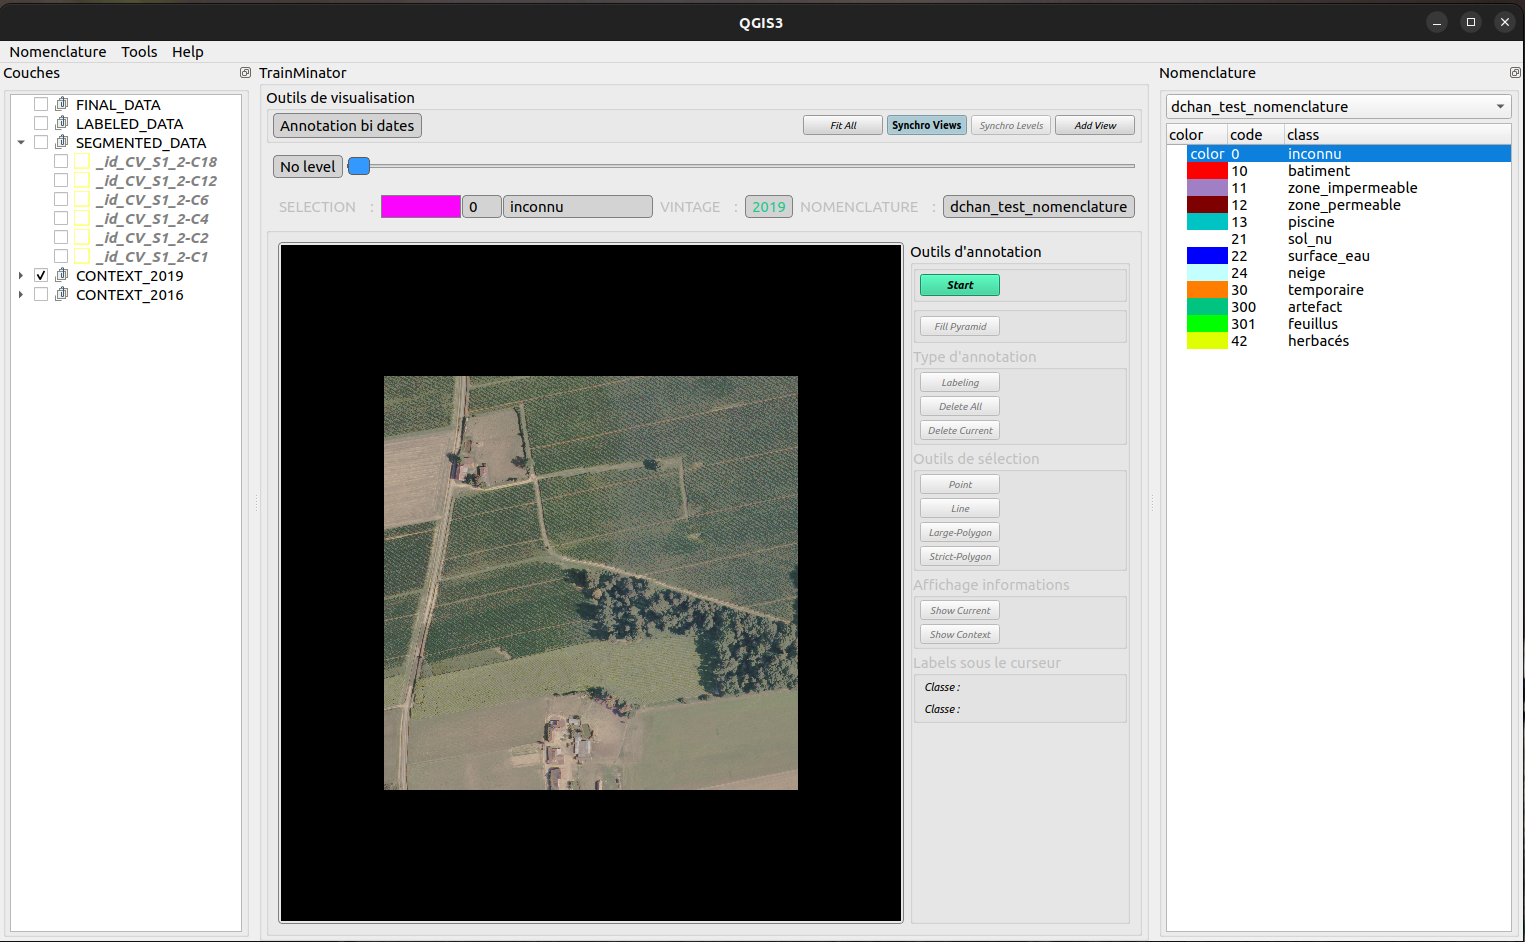 QGIS3
Nomenclature Tools Help
Couches
FINAL_DATA
LABELED_DATA
SEGMENTED_DATA
_id_CV_S1_2-C18
_id_CV_S1_2-C12
_id_CV_S1_2-C6
_id_CV_S1_2-C4
_id_CV_S1_2-C2
_id_CV_S1_2-C1
CONTEXT_2019
CONTEXT_2016
TrainMinator
Outils de visualisation
Annotation bi dates Fit All Synchro Views Synchro Levels Add View
No level
SELECTION : 0 inconnu VINTAGE : 2019 NOMENCLATURE : dchan_test_nomenclature
Outils d'annotation
Start
Fill Pyramid
Type d'annotation
Labeling
Delete All
Delete Current
Outils de sélection
Point
Line
Large-Polygon
Strict-Polygon
Affichage informations
Show Current
Show Context
Labels sous le curseur
Classe :
Classe :
Nomenclature
dchan_test_nomenclature
color code class
color 0 inconnu
10 batiment
11 zone_impermeable
12 zone_permeable
13 piscine
21 sol_nu
22 surface_eau
24 neige
30 temporaire
300 artefact
301 feuillus
42 herbacés